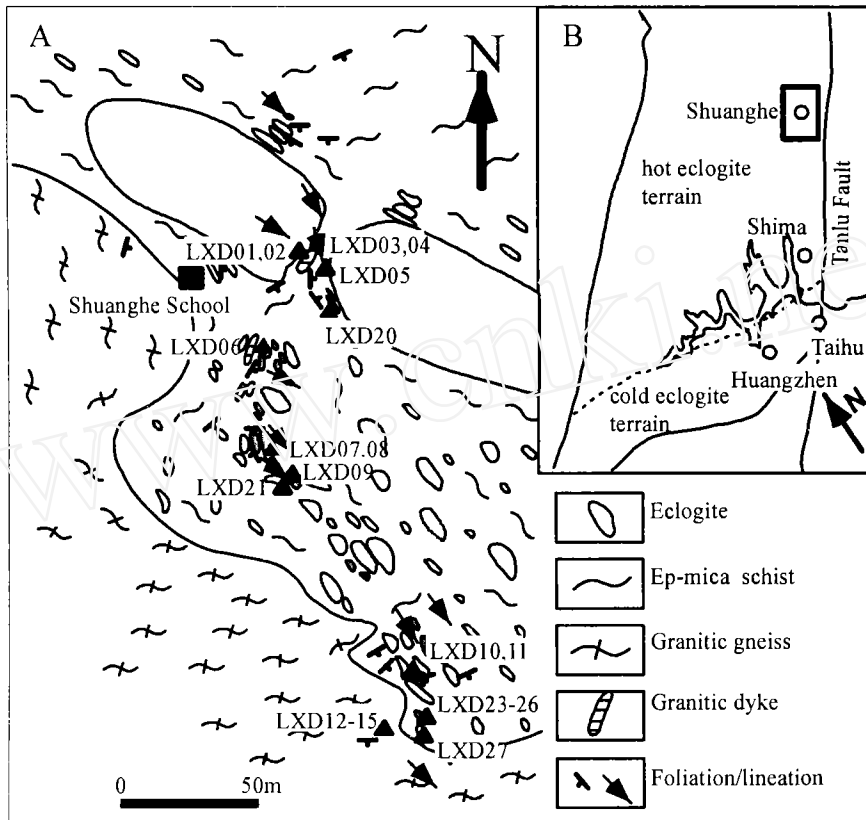 A
N
LXD01,02
LXD03,04
LXD05
Shuanghe School
LXD20
LXD06
LXD07.08
LXD09
LXD21
LXD10,11
LXD23-26
LXD12-15
LXD27
0
50m
B
Shuanghe
hot eclogite
terrain
Tanlu Fault
Shima
Taihu
Huangzhen
cold eclogite
terrain
N
Eclogite
Ep-mica schist
Granitic gneiss
Granitic dyke
Foliation/lineation